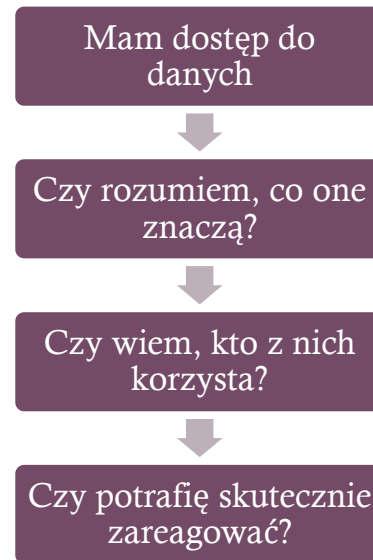 Mam dostęp do
danych
Czy rozumiem, co one
znaczą?
Czy wiem, kto z nich
korzysta?
Czy potrafię skutecznie
zareagować?